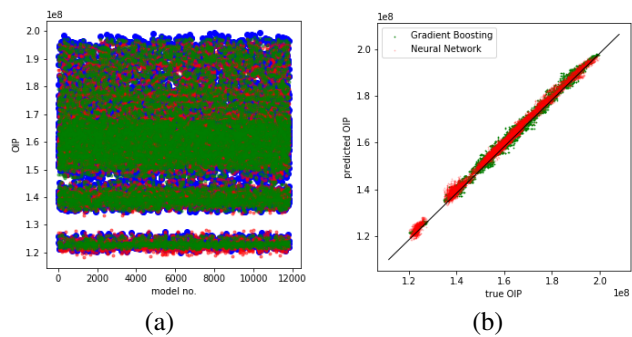 1e8
2.0
1.9
1.8
1.7
1.6
1.5
1.4
1.3
1.2
OIP
0 2000 4000 6000 8000 10000 12000
model no.
(a)
1e8
Gradient Boosting
Neural Network
2.0
1.8
1.6
1.4
1.2
predicted OIP
1.2 1.4 1.6 1.8 2.0
1e8
true OIP
(b)